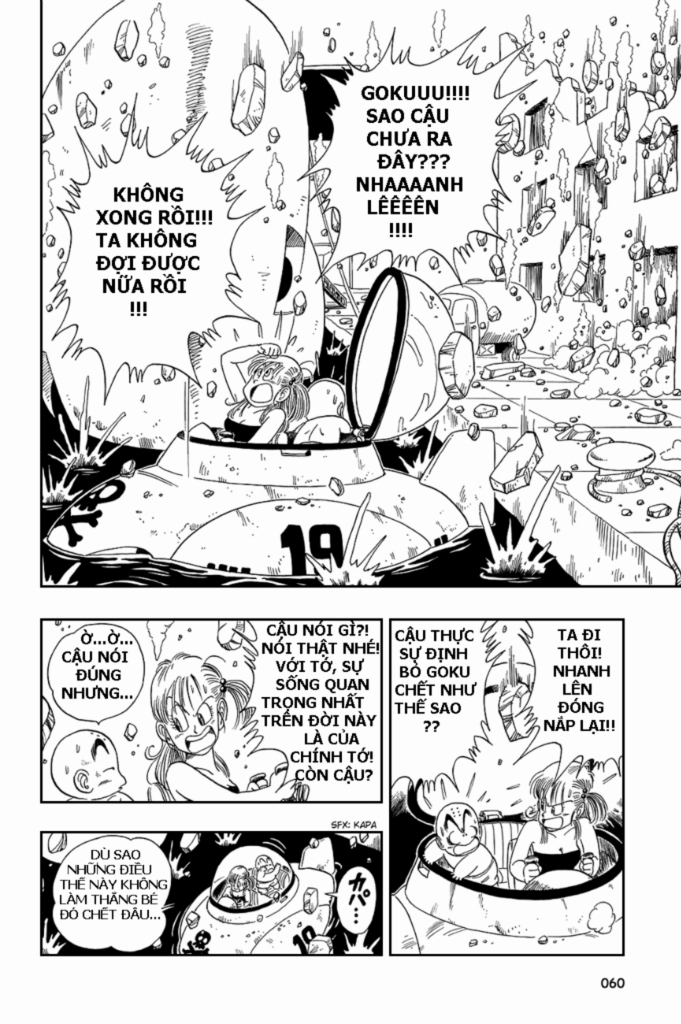 GOKUUU!!!!
SAO CẬU
CHƯA RA
ĐÂY???
NHAAAANH
LÊÊÊÊN
!!!!
KHÔNG
XONG RỒI!!!
TA KHÔNG
ĐỢI ĐƯỢC
NỮA RỒI
!!!
19
TA ĐI
THÔI!
NHANH
LÊN
ĐÓNG
NẮP LẠI!!
CẬU THỰC
SỰ ĐỊNH
BỎ GOKU
CHẾT NHƯ
THẾ SAO
??
CẬU NÓI GÌ?!
NÓI THẬT NHÉ!
VỚI TỚ, SỰ
SỐNG QUAN
TRỌNG NHẤT
TRÊN ĐỜI NÀY
LÀ CỦA
CHÍNH TỚ!
CÒN CẬU?
Ờ...Ờ...
CẬU NÓI
ĐÚNG
NHƯNG...
SFX: KAPA
カパ…
19
DÙ SAO
NHỮNG ĐIỀU
THẾ NÀY KHÔNG
LÀM THẰNG BÉ
ĐÓ CHẾT ĐÂU...
060